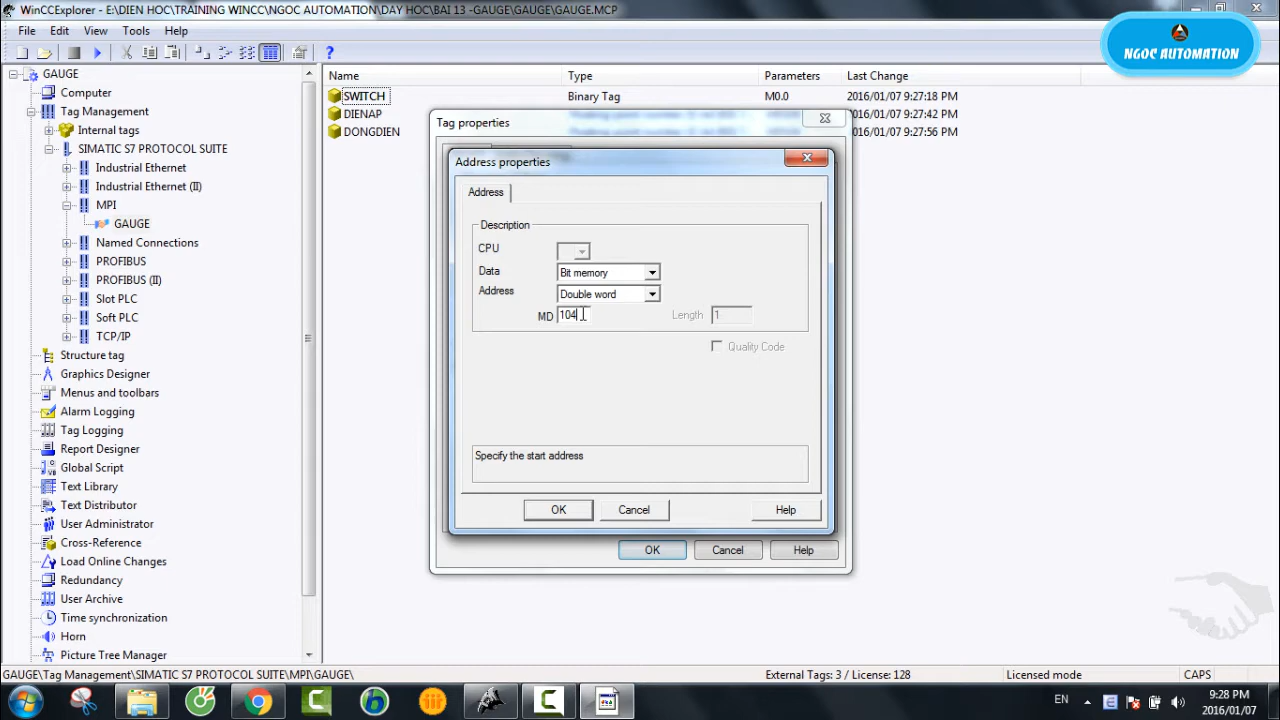 WinCCExplorer - E:\DIEN HOC\TRAINING WINCC\NGOC AUTOMATION\DAY HOC\BAI 13 -GAUGE\GAUGE\GAUGE.MCP
File Edit View Tools Help
NGOC AUTOMATION
GAUGE
Computer
Tag Management
Internal tags
SIMATIC S7 PROTOCOL SUITE
Industrial Ethernet
Industrial Ethernet (II)
MPI
GAUGE
Named Connections
PROFIBUS
PROFIBUS (II)
Slot PLC
Soft PLC
TCP/IP
Structure tag
Graphics Designer
Menus and toolbars
Alarm Logging
Tag Logging
Report Designer
Global Script
Text Library
Text Distributor
User Administrator
Cross-Reference
Load Online Changes
Redundancy
User Archive
Time synchronization
Horn
Picture Tree Manager
Name Type Parameters Last Change
SWITCH Binary Tag M0.0 2016/01/07 9:27:18 PM
DIENAP 2016/01/07 9:27:42 PM
DONGDIEN 2016/01/07 9:27:56 PM
Tag properties
Address properties
Address
Description
CPU
Data Bit memory
Address Double word
MD 104 Length 1
Quality Code
Specify the start address
OK Cancel Help
OK Cancel Help
GAUGE\Tag Management\SIMATIC S7 PROTOCOL SUITE\MPI\GAUGE\ External Tags: 3 / License: 128 Licensed mode CAPS
EN 9:28 PM
2016/01/07